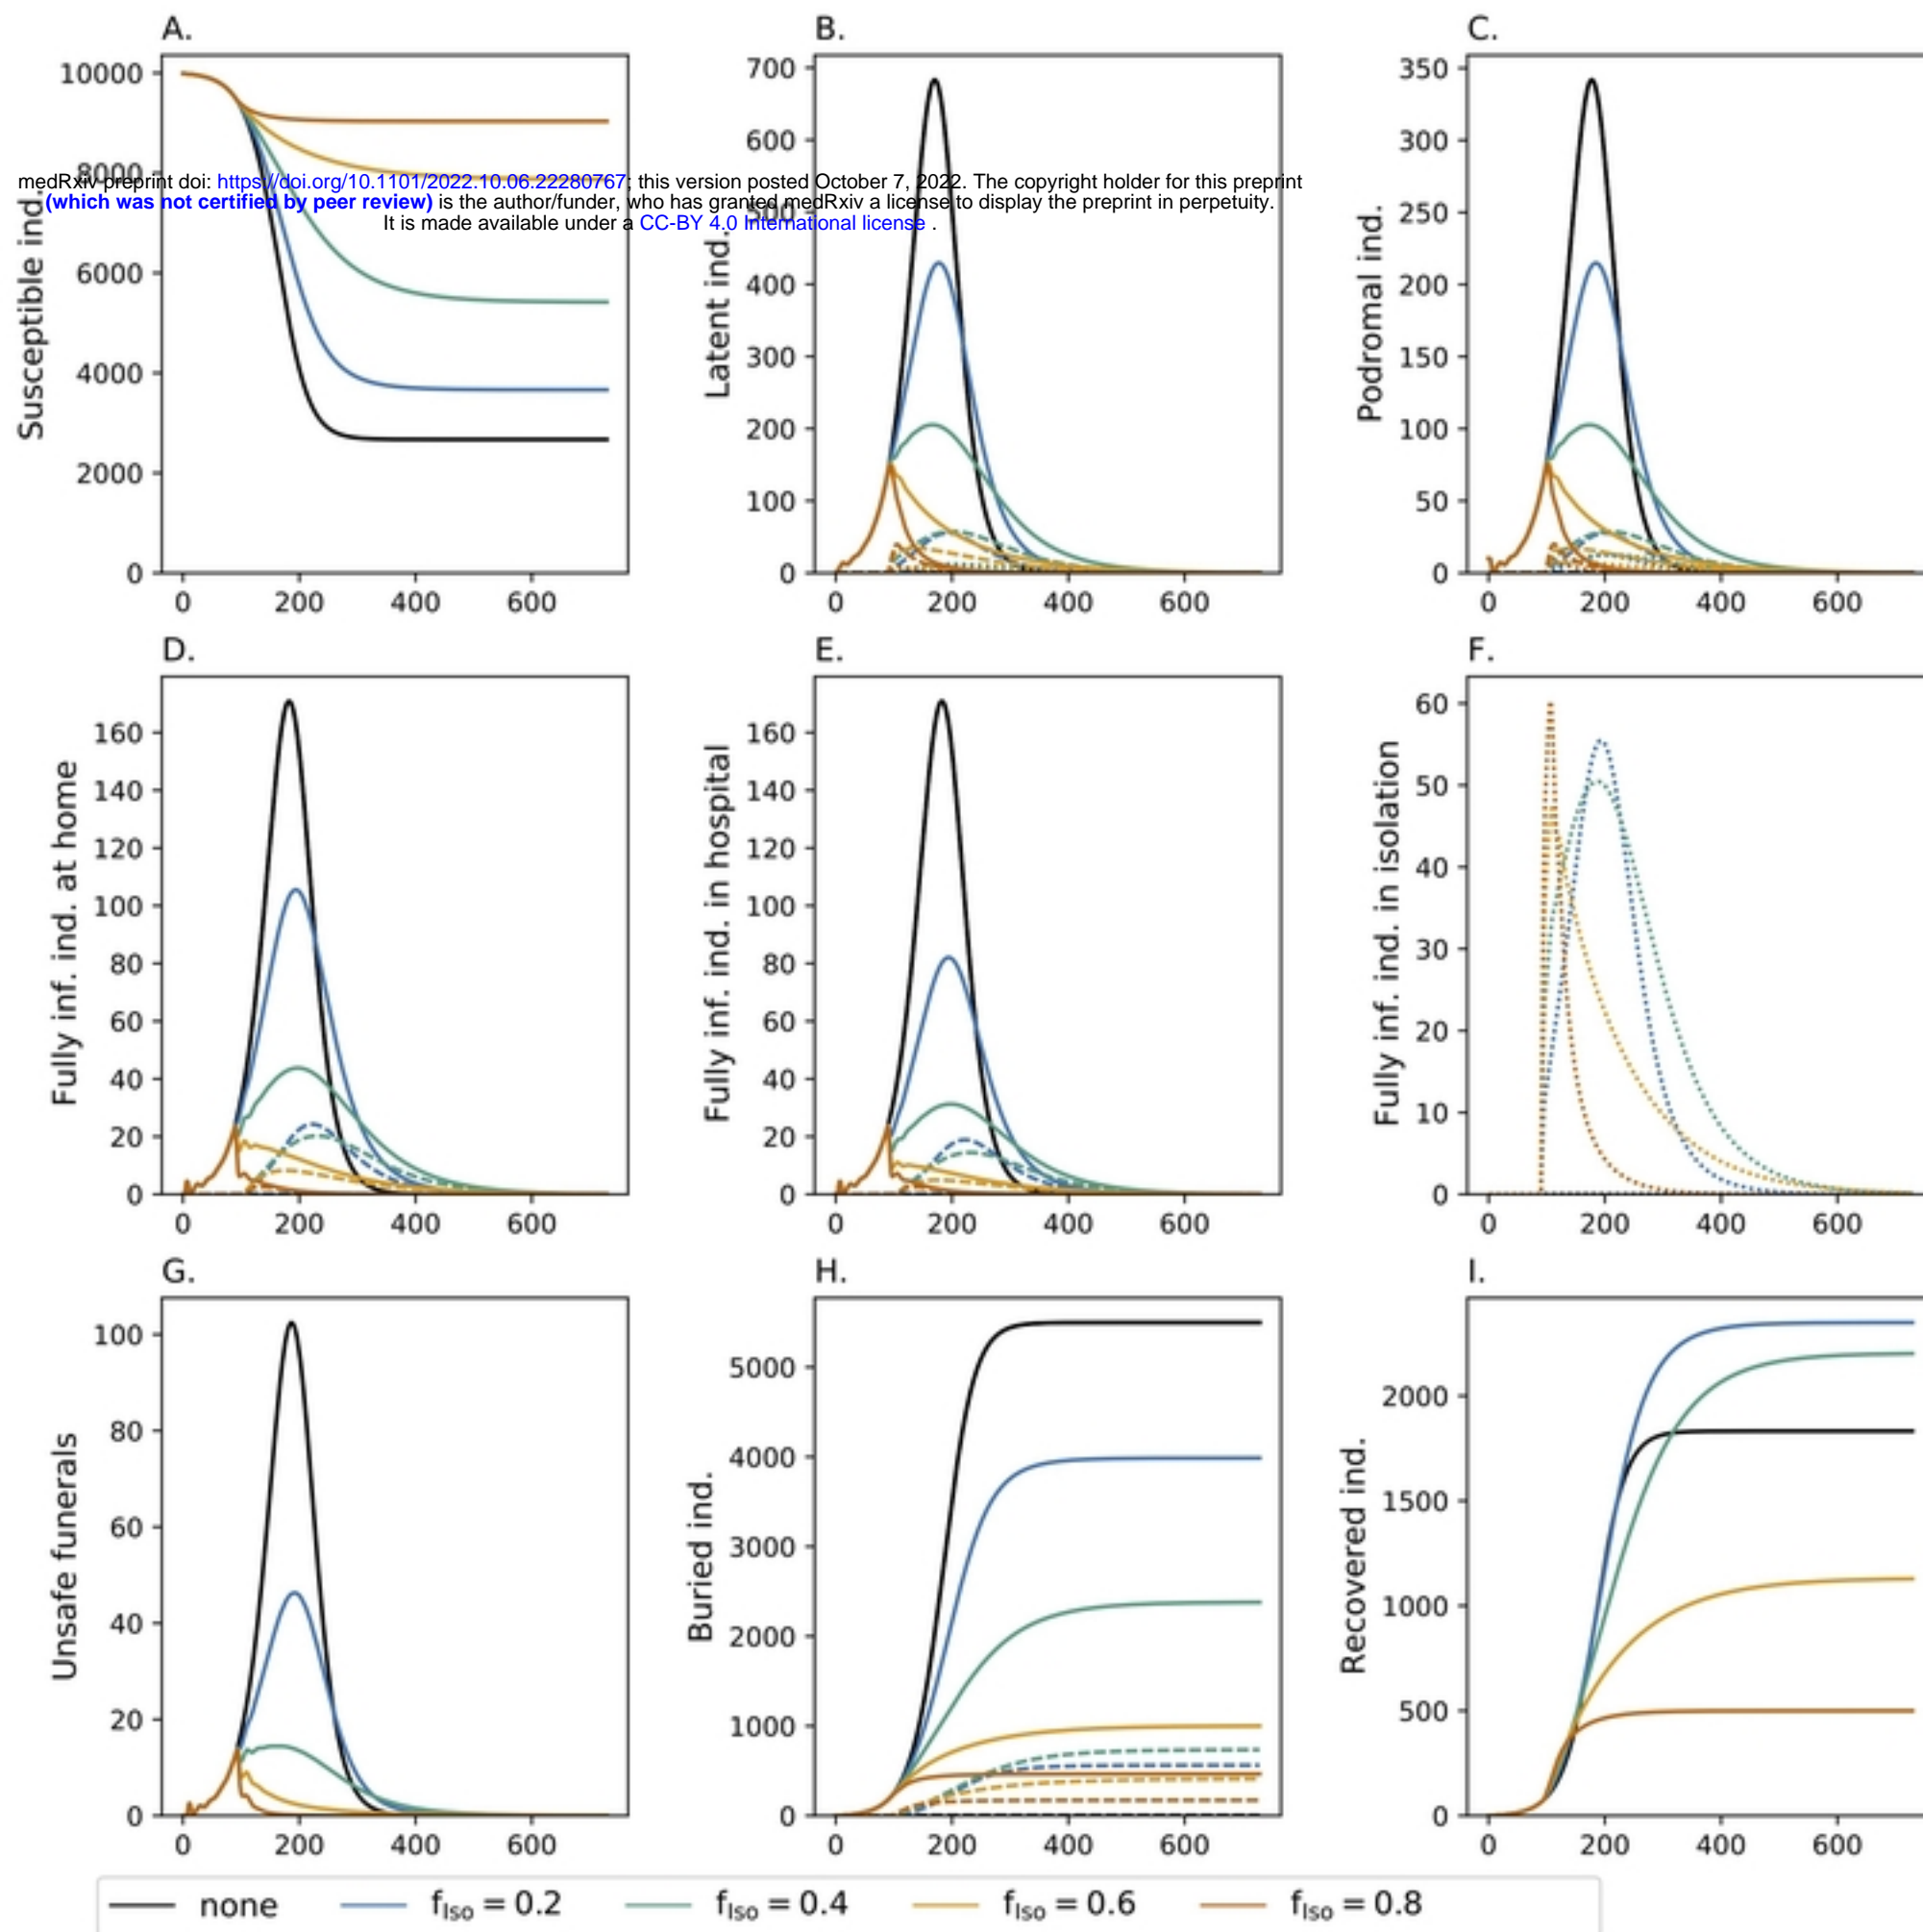 A.
B.
C.
10000
8000
6000
4000
2000
0
Susceptible ind.
0 200 400 600
700
600
500
400
300
200
100
0
Latent ind.
0 200 400 600
350
300
250
200
150
100
50
0
Podromal ind.
0 200 400 600
medRxiv preprint doi: https://doi.org/10.1101/2022.10.06.22280767; this version posted October 7, 2022. The copyright holder for this preprint
(which was not certified by peer review) is the author/funder, who has granted medRxiv a license to display the preprint in perpetuity.
It is made available under a CC-BY 4.0 International license .
D.
E.
F.
160
140
120
100
80
60
40
20
0
Fully inf. ind. at home
0 200 400 600
160
140
120
100
80
60
40
20
0
Fully inf. ind. in hospital
0 200 400 600
60
50
40
30
20
10
0
Fully inf. ind. in isolation
0 200 400 600
G.
H.
I.
100
80
60
40
20
0
Unsafe funerals
0 200 400 600
5000
4000
3000
2000
1000
0
Buried ind.
0 200 400 600
2000
1500
1000
500
0
Recovered ind.
0 200 400 600
none fIso = 0.2 fIso = 0.4 fIso = 0.6 fIso = 0.8